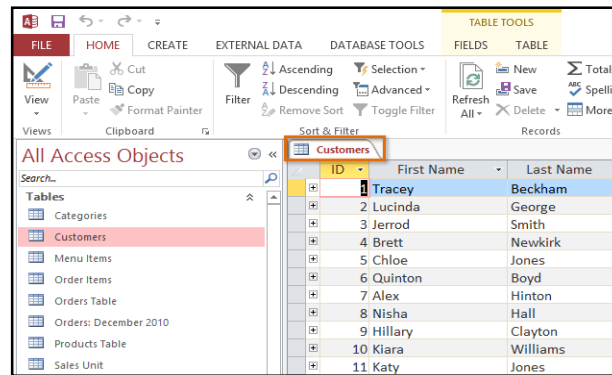 TABLE TOOLS
FILE HOME CREATE EXTERNAL DATA DATABASE TOOLS FIELDS TABLE
View
Paste
Cut
Copy
Format Painter
Filter
Ascending
Descending
Remove Sort
Selection
Advanced
Toggle Filter
Refresh
All
New
Save
Delete
Total
Spelli
More
Views Clipboard Sort & Filter Records
All Access Objects
Search...
Tables
Categories
Customers
Menu Items
Order Items
Orders Table
Orders: December 2010
Products Table
Sales Unit
Customers
ID First Name Last Name
1 Tracey Beckham
2 Lucinda George
3 Jerrod Smith
4 Brett Newkirk
5 Chloe Jones
6 Quinton Boyd
7 Alex Hinton
8 Nisha Hall
9 Hillary Clayton
10 Kiara Williams
11 Katy Jones